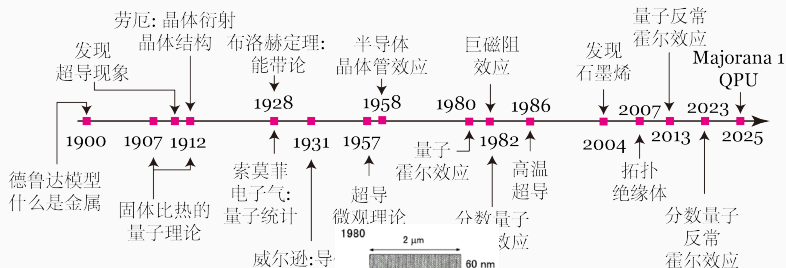 劳厄: 晶体衍射
晶体结构
发现
超导现象
布洛赫定理:
能带论
半导体
晶体管效应
巨磁阻
效应
发现
石墨烯
量子反常
霍尔效应
Majorana 1
QPU
1900
1907
1912
1928
1931
1957
1958
1980
1982
1986
2004
2007
2013
2023
2025
德鲁达模型
什么是金属
固体比热的
量子理论
索莫菲
电子气:
量子统计
威尔逊: 导
超导
微观理论
量子
霍尔效应
分数量子
效应
高温
超导
拓扑
绝缘体
分数量子
反常
霍尔效应
1980
2 µm
60 nm